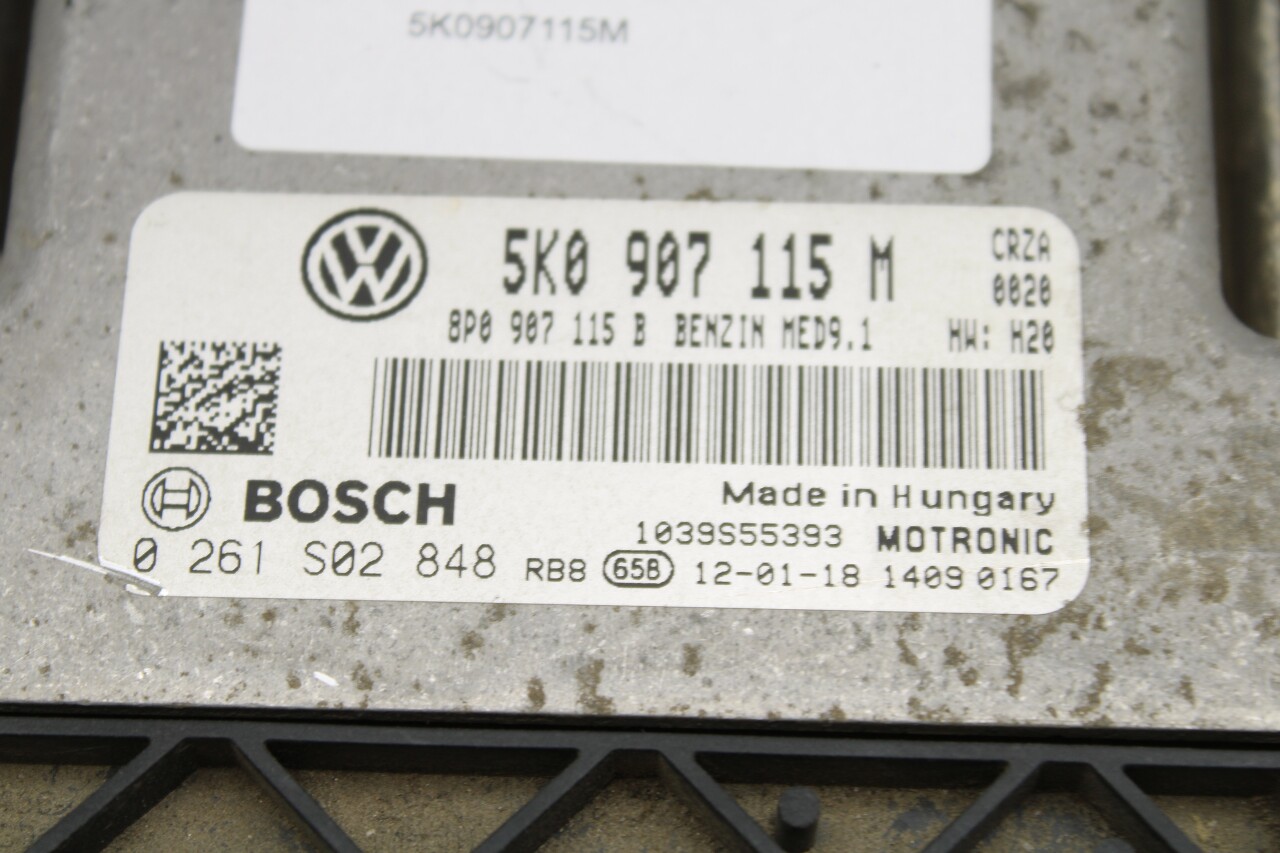 5K0907115M
5K0 907 115 M
CRZA
0020
8P0 907 115 B BENZIN MED9.1
HW: H20
BOSCH
Made in Hungary
1039S55393 MOTRONIC
0 261 S02 848 RB8 65B 12-01-18 1409 0167